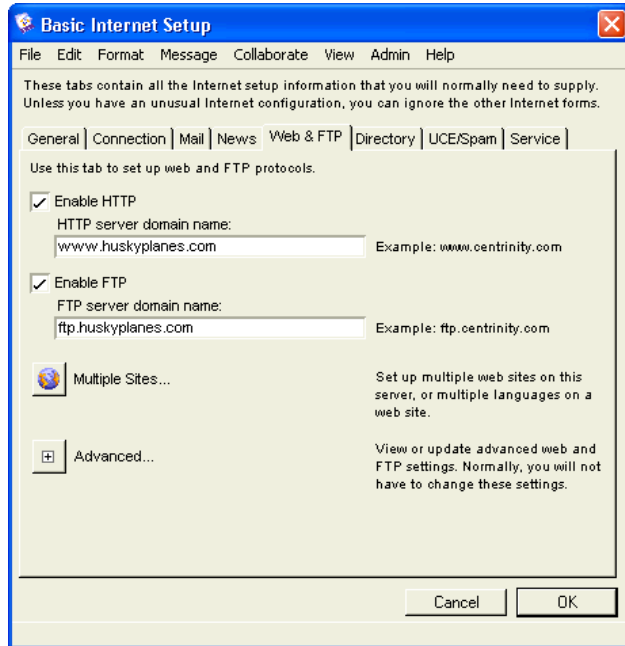 Basic Internet Setup
File Edit Format Message Collaborate View Admin Help
These tabs contain all the Internet setup information that you will normally need to supply.
Unless you have an unusual Internet configuration, you can ignore the other Internet forms.
General Connection Mail News Web & FTP Directory UCE/Spam Service
Use this tab to set up web and FTP protocols.
Enable HTTP
HTTP server domain name:
www.huskyplanes.com Example: www.centrinity.com
Enable FTP
FTP server domain name:
ftp.huskyplanes.com Example: ftp.centrinity.com
Multiple Sites... Set up multiple web sites on this
server, or multiple languages on a
web site.
Advanced... View or update advanced web and
FTP settings. Normally, you will not
have to change these settings.
Cancel OK